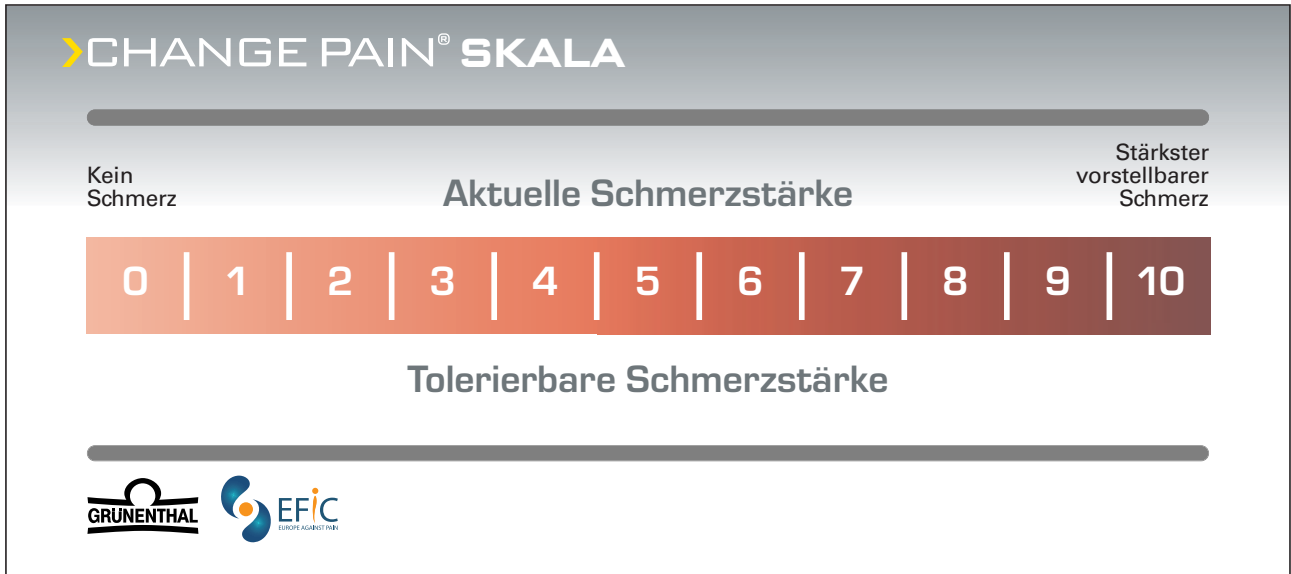 CHANGE PAIN® SKALA
Kein
Schmerz
Aktuelle Schmerzstärke
Stärkster
vorstellbarer
Schmerz
0 1 2 3 4 5 6 7 8 9 10
Tolerierbare Schmerzstärke
GRÜNENTHAL
EFIC
EUROPE AGAINST PAIN